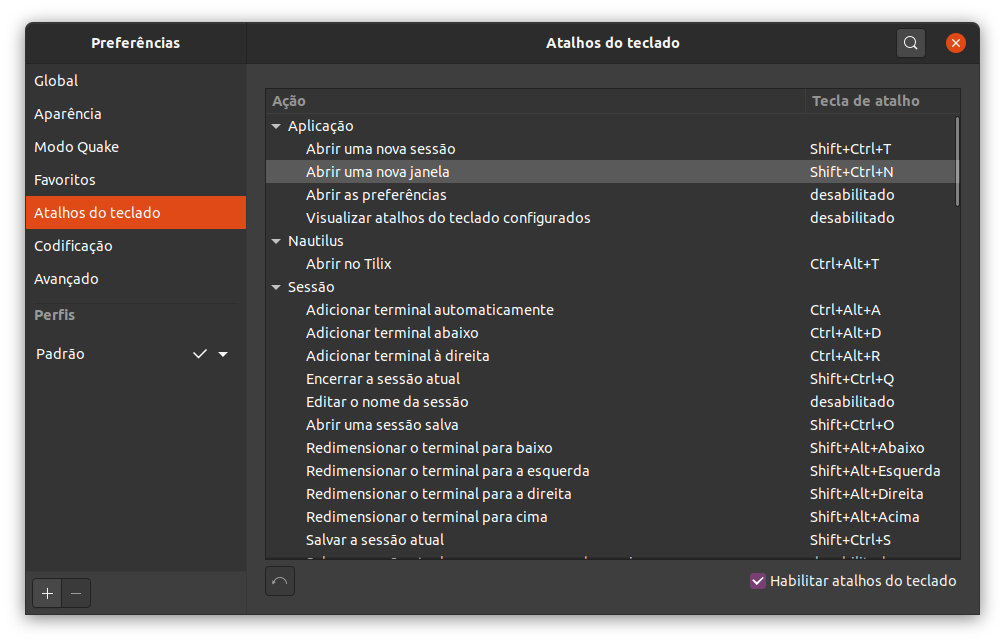 Preferências
Atalhos do teclado
Global
Aparência
Modo Quake
Favoritos
Atalhos do teclado
Codificação
Avançado
Perfis
Padrão
Ação Tecla de atalho
Aplicação
Abrir uma nova sessão Shift+Ctrl+T
Abrir uma nova janela Shift+Ctrl+N
Abrir as preferências desabilitado
Visualizar atalhos do teclado configurados desabilitado
Nautilus
Abrir no Tilix Ctrl+Alt+T
Sessão
Adicionar terminal automaticamente Ctrl+Alt+A
Adicionar terminal abaixo Ctrl+Alt+D
Adicionar terminal à direita Ctrl+Alt+R
Encerrar a sessão atual Shift+Ctrl+Q
Editar o nome da sessão desabilitado
Abrir uma sessão salva Shift+Ctrl+O
Redimensionar o terminal para baixo Shift+Alt+Abaixo
Redimensionar o terminal para a esquerda Shift+Alt+Esquerda
Redimensionar o terminal para a direita Shift+Alt+Direita
Redimensionar o terminal para cima Shift+Alt+Acima
Salvar a sessão atual Shift+Ctrl+S
Habilitar atalhos do teclado